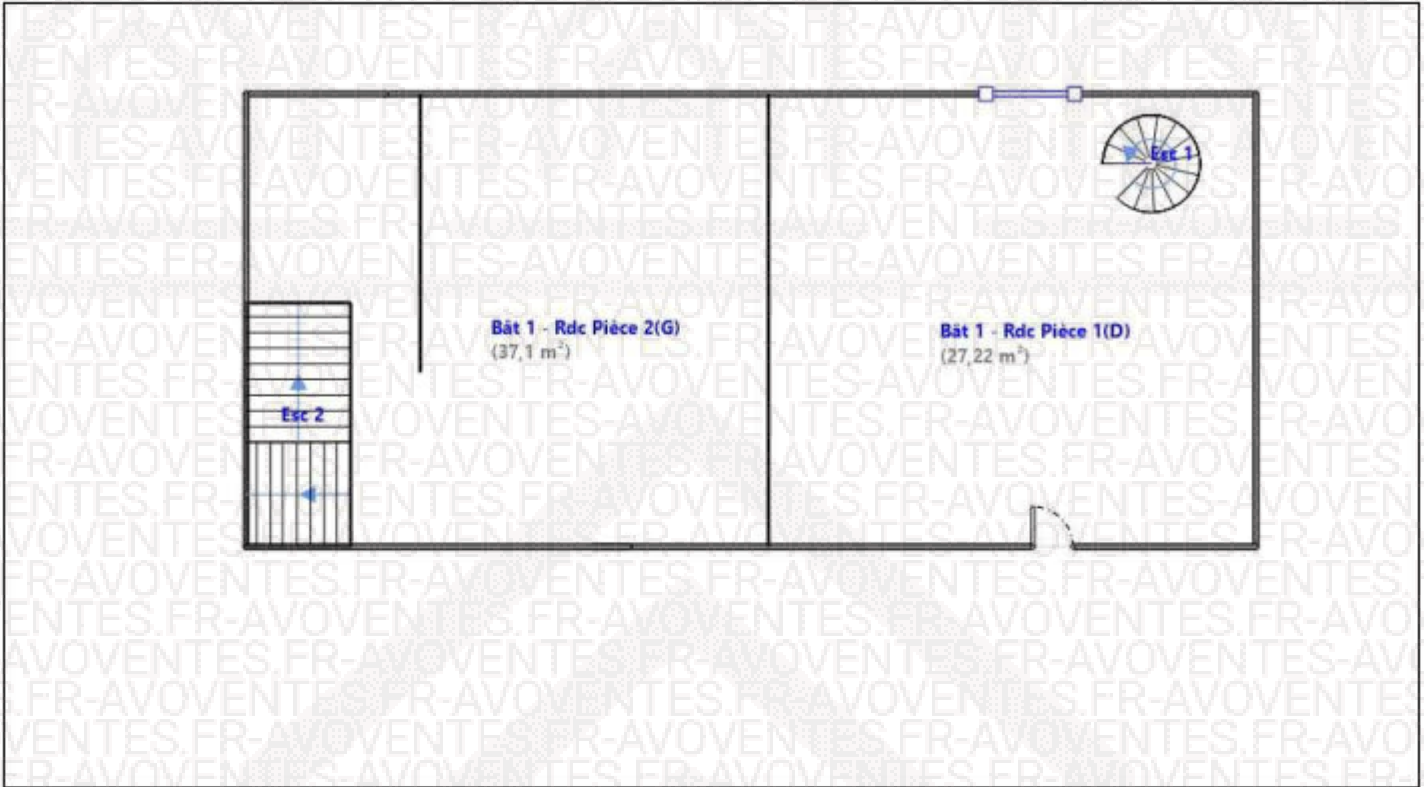 Esc 1
Bât 1 - Rdc Pièce 2(G)
(37,1 m²)
Bât 1 - Rdc Pièce 1(D)
(27,22 m²)
Esc 2
AVOVENTES.FR